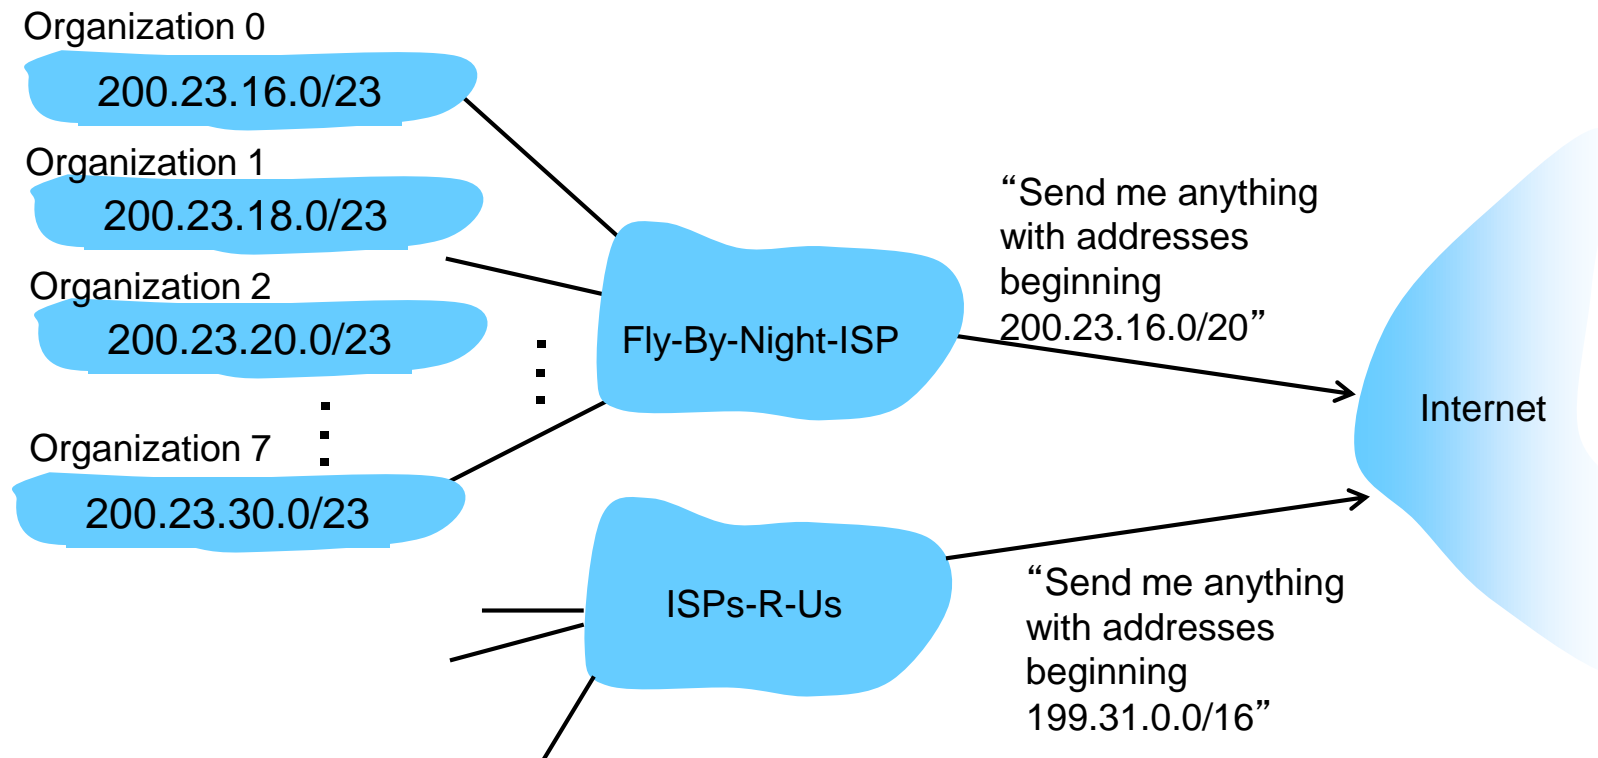 Organization 0
200.23.16.0/23
Organization 1
200.23.18.0/23
Organization 2
200.23.20.0/23
Organization 7
200.23.30.0/23
Fly-By-Night-ISP
“Send me anything
with addresses
beginning
200.23.16.0/20”
Internet
ISPs-R-Us
“Send me anything
with addresses
beginning
199.31.0.0/16”